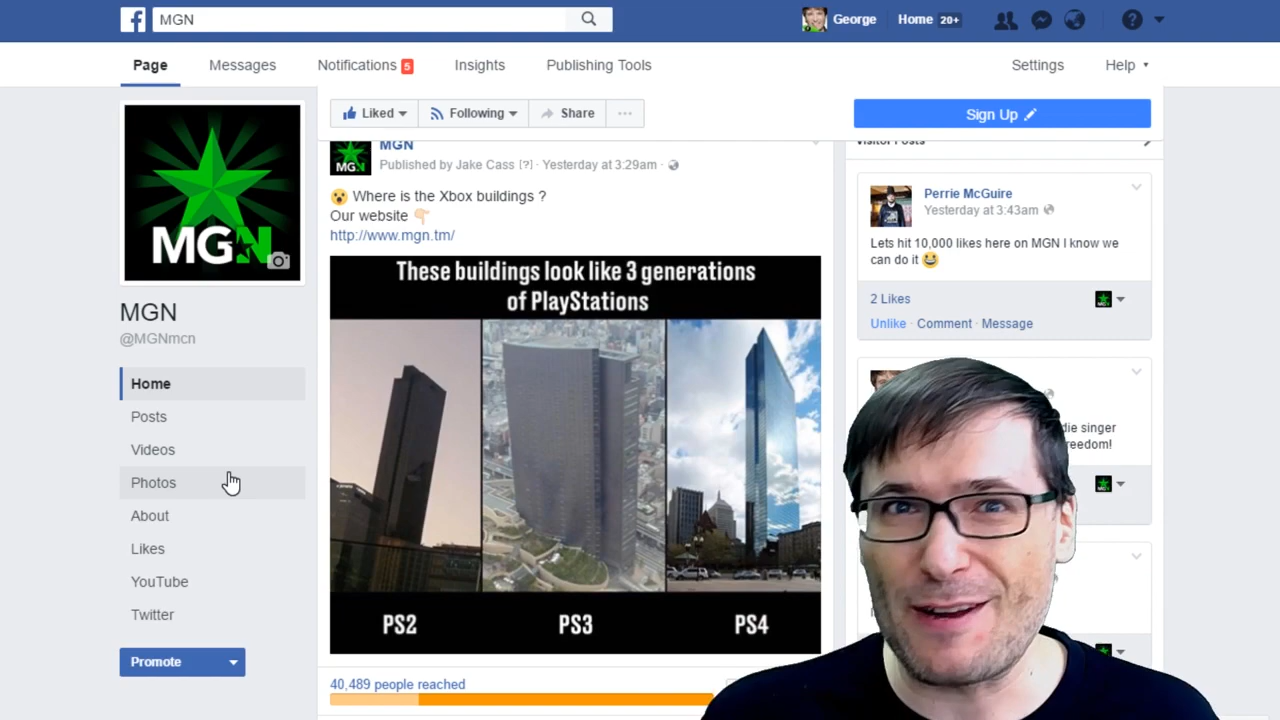 MGN
George
Home 20+
Page
Messages
Notifications 5
Insights
Publishing Tools
Settings
Help
MGN
MGN
@MGNmcn
Home
Posts
Videos
Photos
About
Likes
YouTube
Twitter
Promote
Liked
Following
Share
Sign Up
MGN
MGN
Published by Jake Cass [?] · Yesterday at 3:29am ·
😮 Where is the Xbox buildings ?
Our website 👇🏻
http://www.mgn.tm/
These buildings look like 3 generations
of PlayStations
PS2
PS3
PS4
40,489 people reached
Visitor Posts
Perrie McGuire
Yesterday at 3:43am
Lets hit 10,000 likes here on MGN I know we
can do it 😀
2 Likes
Unlike · Comment · Message
die singer
reedom!